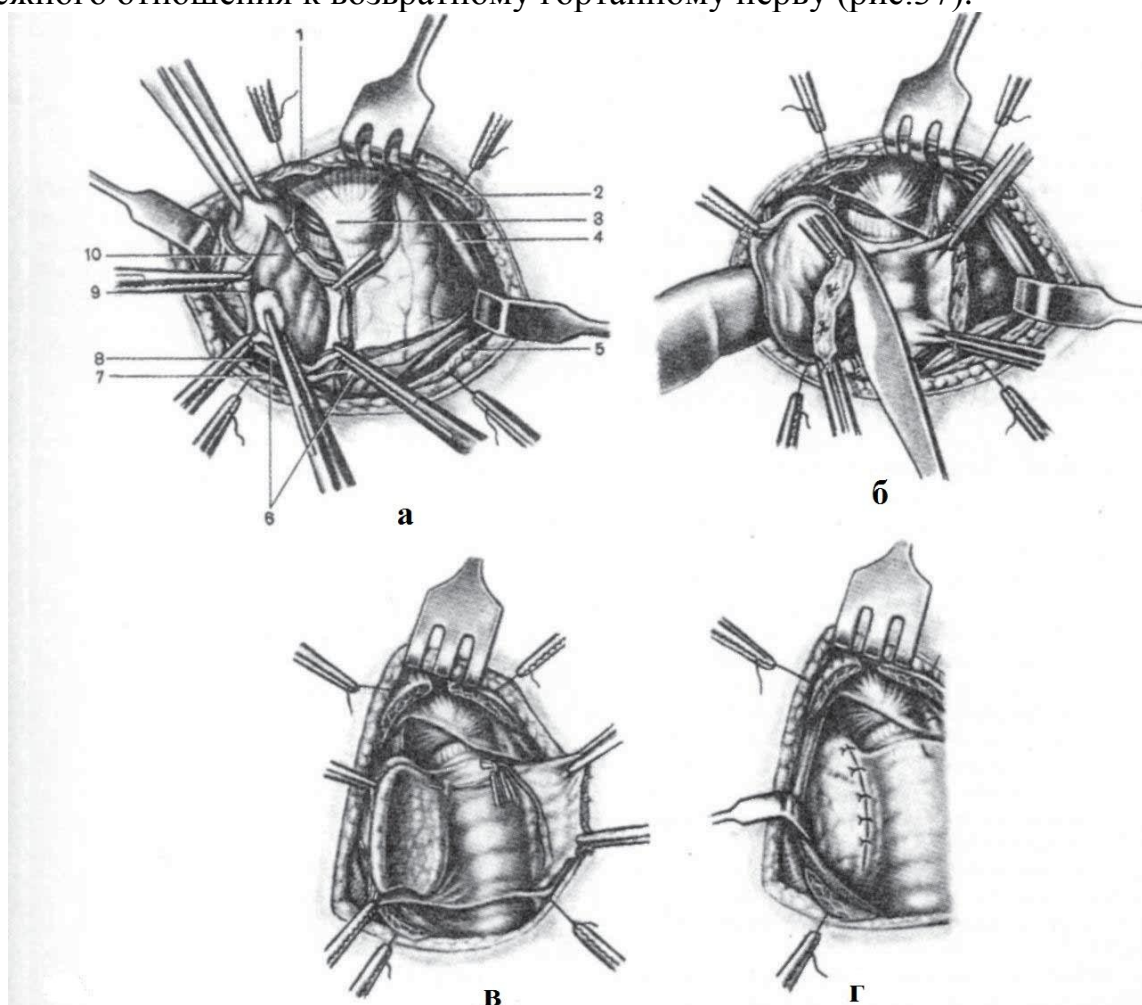 ежного отношения к возвратному гортанному нерву (рис.37).
1
2
3
4
10
9
5
8
7
6
а
б
в
г